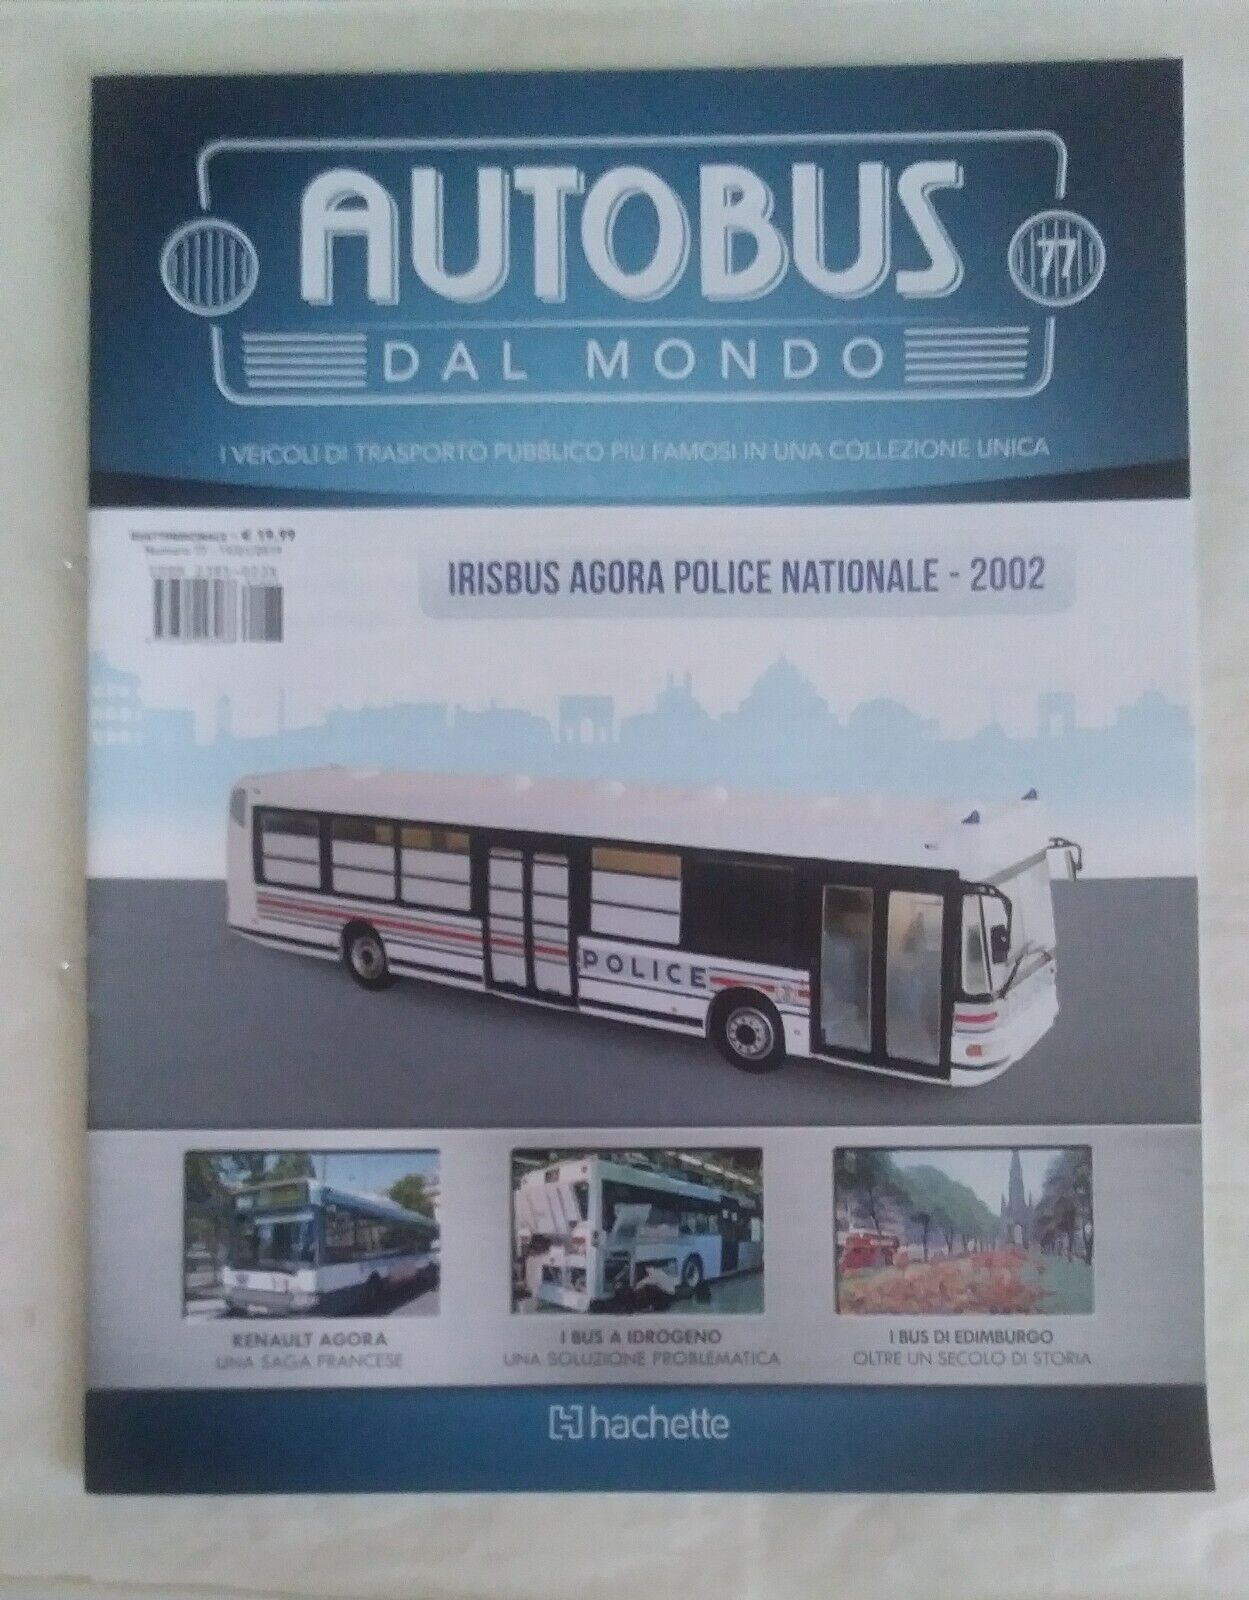 AUTOBUS
77
DAL MONDO
I VEICOLI DI TRASPORTO PUBBLICO PIÙ FAMOSI IN UNA COLLEZIONE UNICA
€ 19,99
IRISBUS AGORA POLICE NATIONALE - 2002
POLICE
RENAULT AGORA
UNA SAGA FRANCESE
I BUS A IDROGENO
UNA SOLUZIONE PROBLEMATICA
I BUS DI EDIMBURGO
OLTRE UN SECOLO DI STORIA
hachette